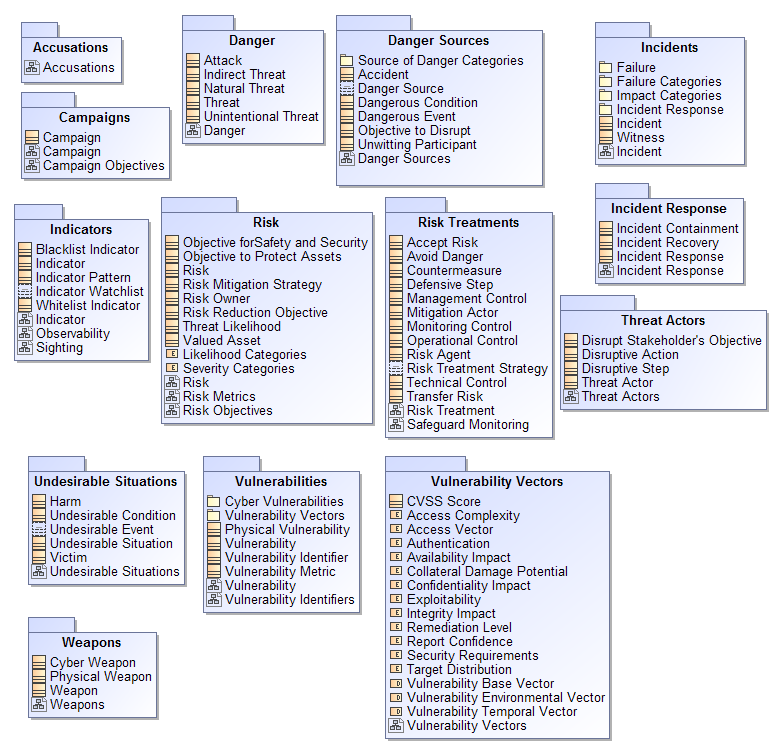 Accusations
Accusations
Danger
Attack
Indirect Threat
Natural Threat
Threat
Unintentional Threat
Danger
Danger Sources
Source of Danger Categories
Accident
Danger Source
Dangerous Condition
Dangerous Event
Objective to Disrupt
Unwitting Participant
Danger Sources
Incidents
Failure
Failure Categories
Impact Categories
Incident Response
Incident
Witness
Incident
Campaigns
Campaign
Campaign
Campaign Objectives
Indicators
Blacklist Indicator
Indicator
Indicator Pattern
Indicator Watchlist
Whitelist Indicator
Indicator
Observability
Sighting
Risk
Objective forSafety and Security
Objective to Protect Assets
Risk
Risk Mitigation Strategy
Risk Owner
Risk Reduction Objective
Threat Likelihood
Valued Asset
E Likelihood Categories
E Severity Categories
Risk
Risk Metrics
Risk Objectives
Risk Treatments
Accept Risk
Avoid Danger
Countermeasure
Defensive Step
Management Control
Mitigation Actor
Monitoring Control
Operational Control
Risk Agent
Risk Treatment Strategy
Technical Control
Transfer Risk
Risk Treatment
Safeguard Monitoring
Incident Response
Incident Containment
Incident Recovery
Incident Response
Incident Response
Threat Actors
Disrupt Stakeholder's Objective
Disruptive Action
Disruptive Step
Threat Actor
Threat Actors
Undesirable Situations
Harm
Undesirable Condition
Undesirable Event
Undesirable Situation
Victim
Undesirable Situations
Vulnerabilities
Cyber Vulnerabilities
Vulnerability Vectors
Physical Vulnerability
Vulnerability
Vulnerability Identifier
Vulnerability Metric
Vulnerability
Vulnerability Identifiers
Vulnerability Vectors
CVSS Score
E Access Complexity
E Access Vector
E Authentication
E Availability Impact
E Collateral Damage Potential
E Confidentiality Impact
E Exploitability
E Integrity Impact
E Remediation Level
E Report Confidence
E Security Requirements
E Target Distribution
D Vulnerability Base Vector
D Vulnerability Environmental Vector
D Vulnerability Temporal Vector
Vulnerability Vectors
Weapons
Cyber Weapon
Physical Weapon
Weapon
Weapons